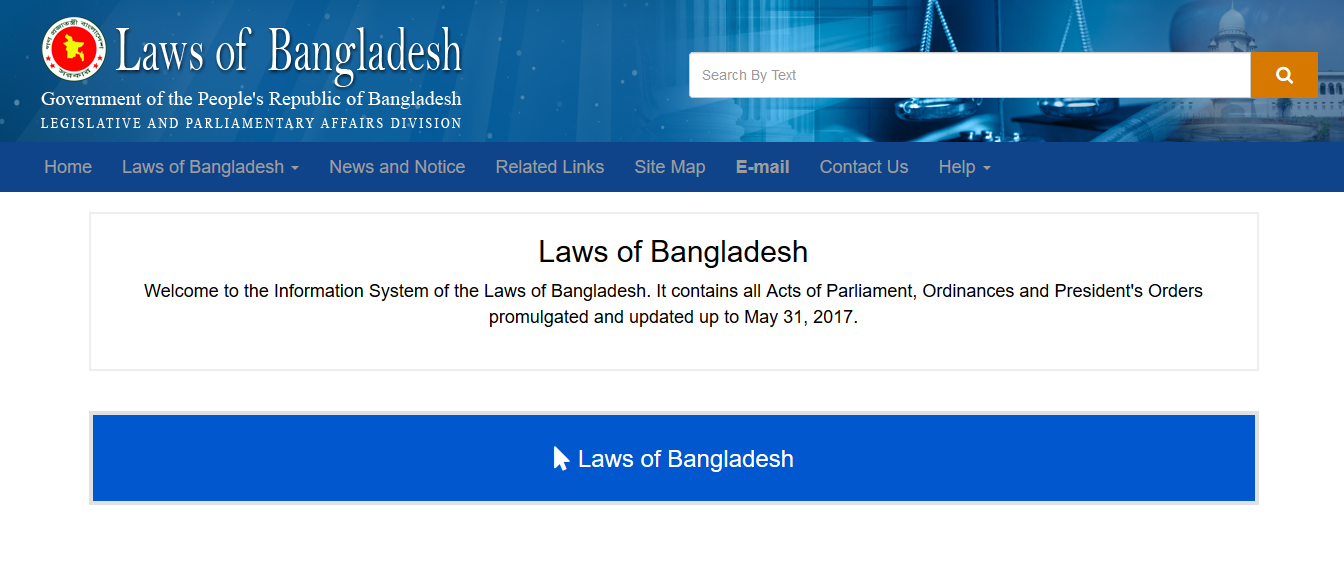 Laws of Bangladesh
Government of the People's Republic of Bangladesh
LEGISLATIVE AND PARLIAMENTARY AFFAIRS DIVISION
Search By Text
Home Laws of Bangladesh News and Notice Related Links Site Map E-mail Contact Us Help
Laws of Bangladesh
Welcome to the Information System of the Laws of Bangladesh. It contains all Acts of Parliament, Ordinances and President's Orders
promulgated and updated up to May 31, 2017.
Laws of Bangladesh